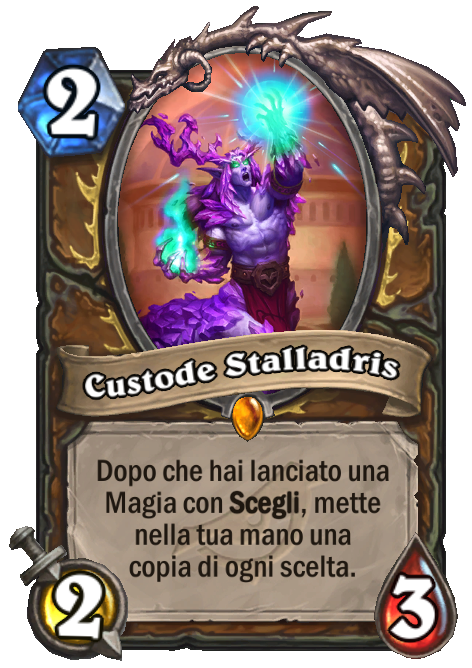 2
Custode Stalladris
Dopo che hai lanciato una
Magia con Scegli, mette
nella tua mano una
copia di ogni scelta.
2
3